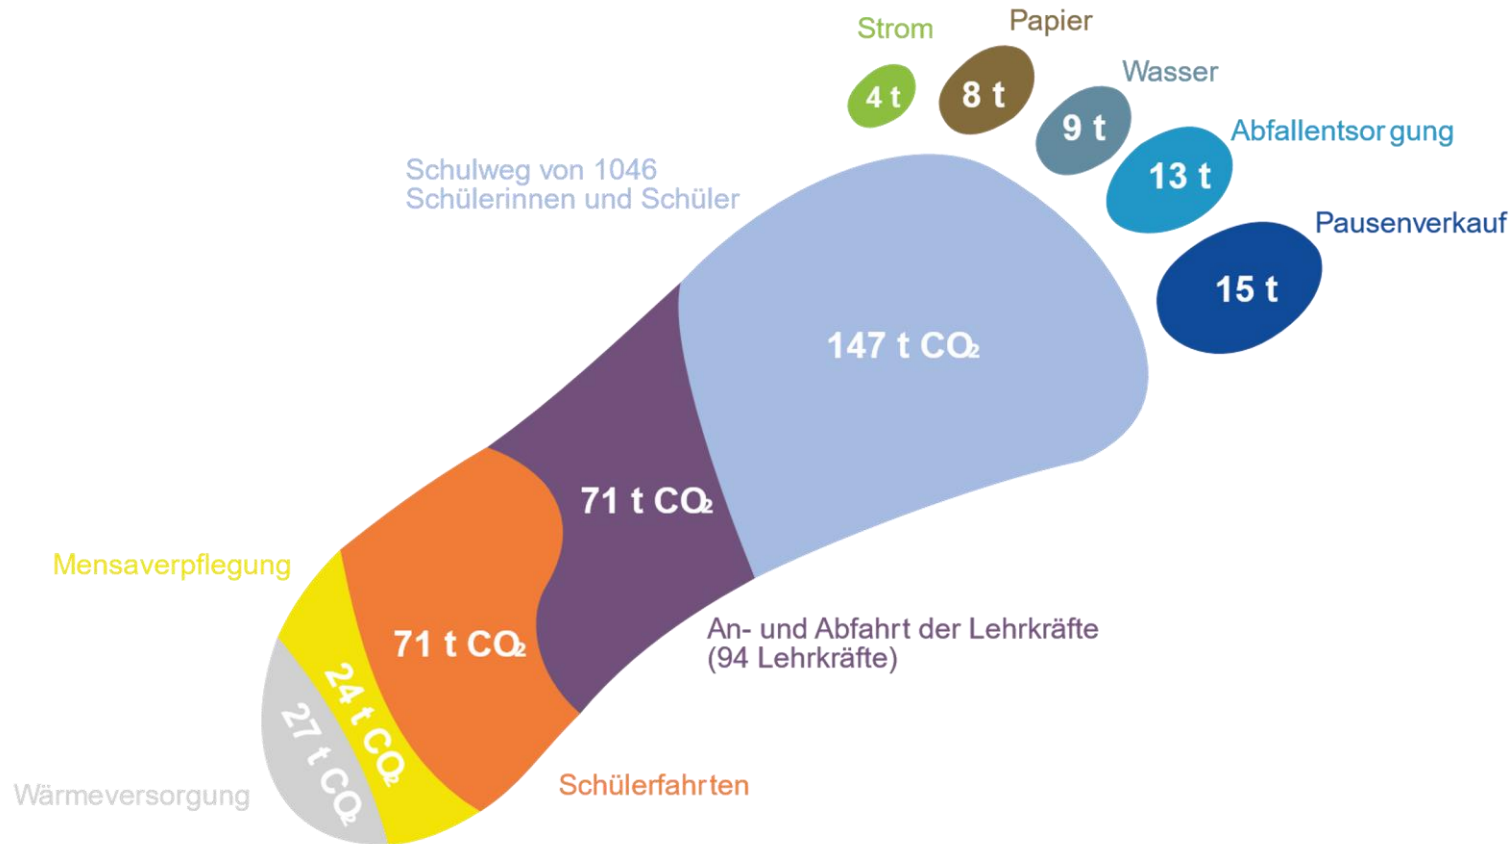 Strom
Papier
Wasser
Abfallentsorgung
Pausenverkauf
4 t
8 t
9 t
13 t
15 t
Schulweg von 1046
Schülerinnen und Schüler
147 t CO₂
71 t CO₂
An- und Abfahrt der Lehrkräfte
(94 Lehrkräfte)
71 t CO₂
Schülerfahrten
Mensaverpflegung
24 t CO₂
27 t CO₂
Wärmeversorgung